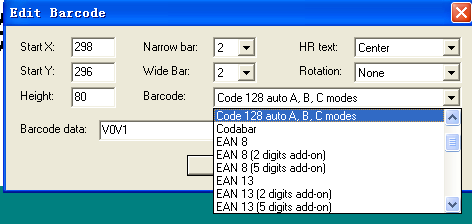 Edit Barcode
Start X: 298 Narrow bar: 2 HR text: Center
Start Y: 296 Wide Bar: 2 Rotation: None
Height: 80 Barcode: Code 128 auto A, B, C modes
Code 128 auto A, B, C modes
Codabar
EAN 8
Barcode data: V0V1
EAN 8 (2 digits add-on)
EAN 8 (5 digits add-on)
EAN 13
EAN 13 (2 digits add-on)
EAN 13 (5 digits add-on)